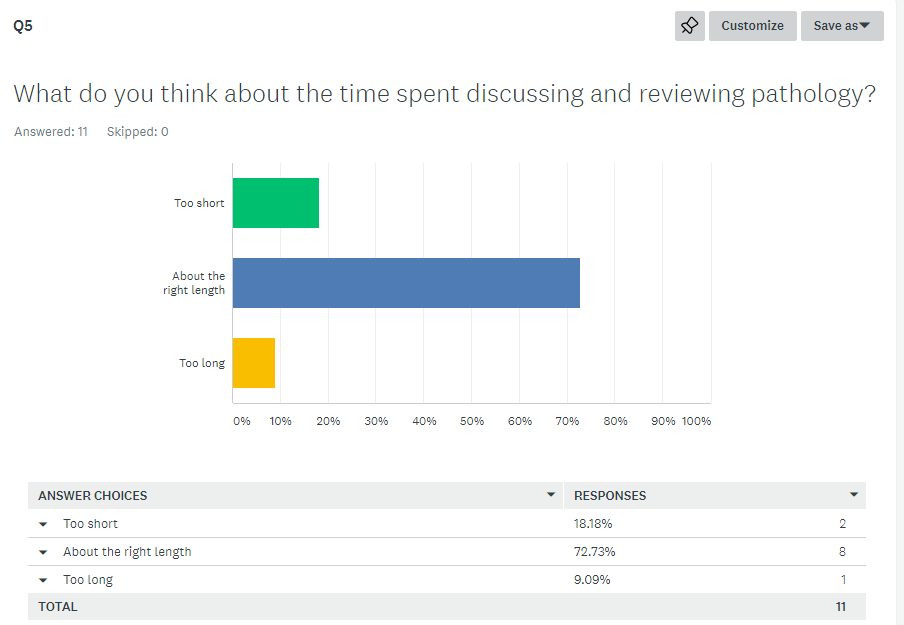 Q5
Customize
Save as
What do you think about the time spent discussing and reviewing pathology?
Answered: 11 Skipped: 0
Too short
About the
right length
Too long
0% 10% 20% 30% 40% 50% 60% 70% 80% 90% 100%
ANSWER CHOICES RESPONSES
Too short 18.18% 2
About the right length 72.73% 8
Too long 9.09% 1
TOTAL 11